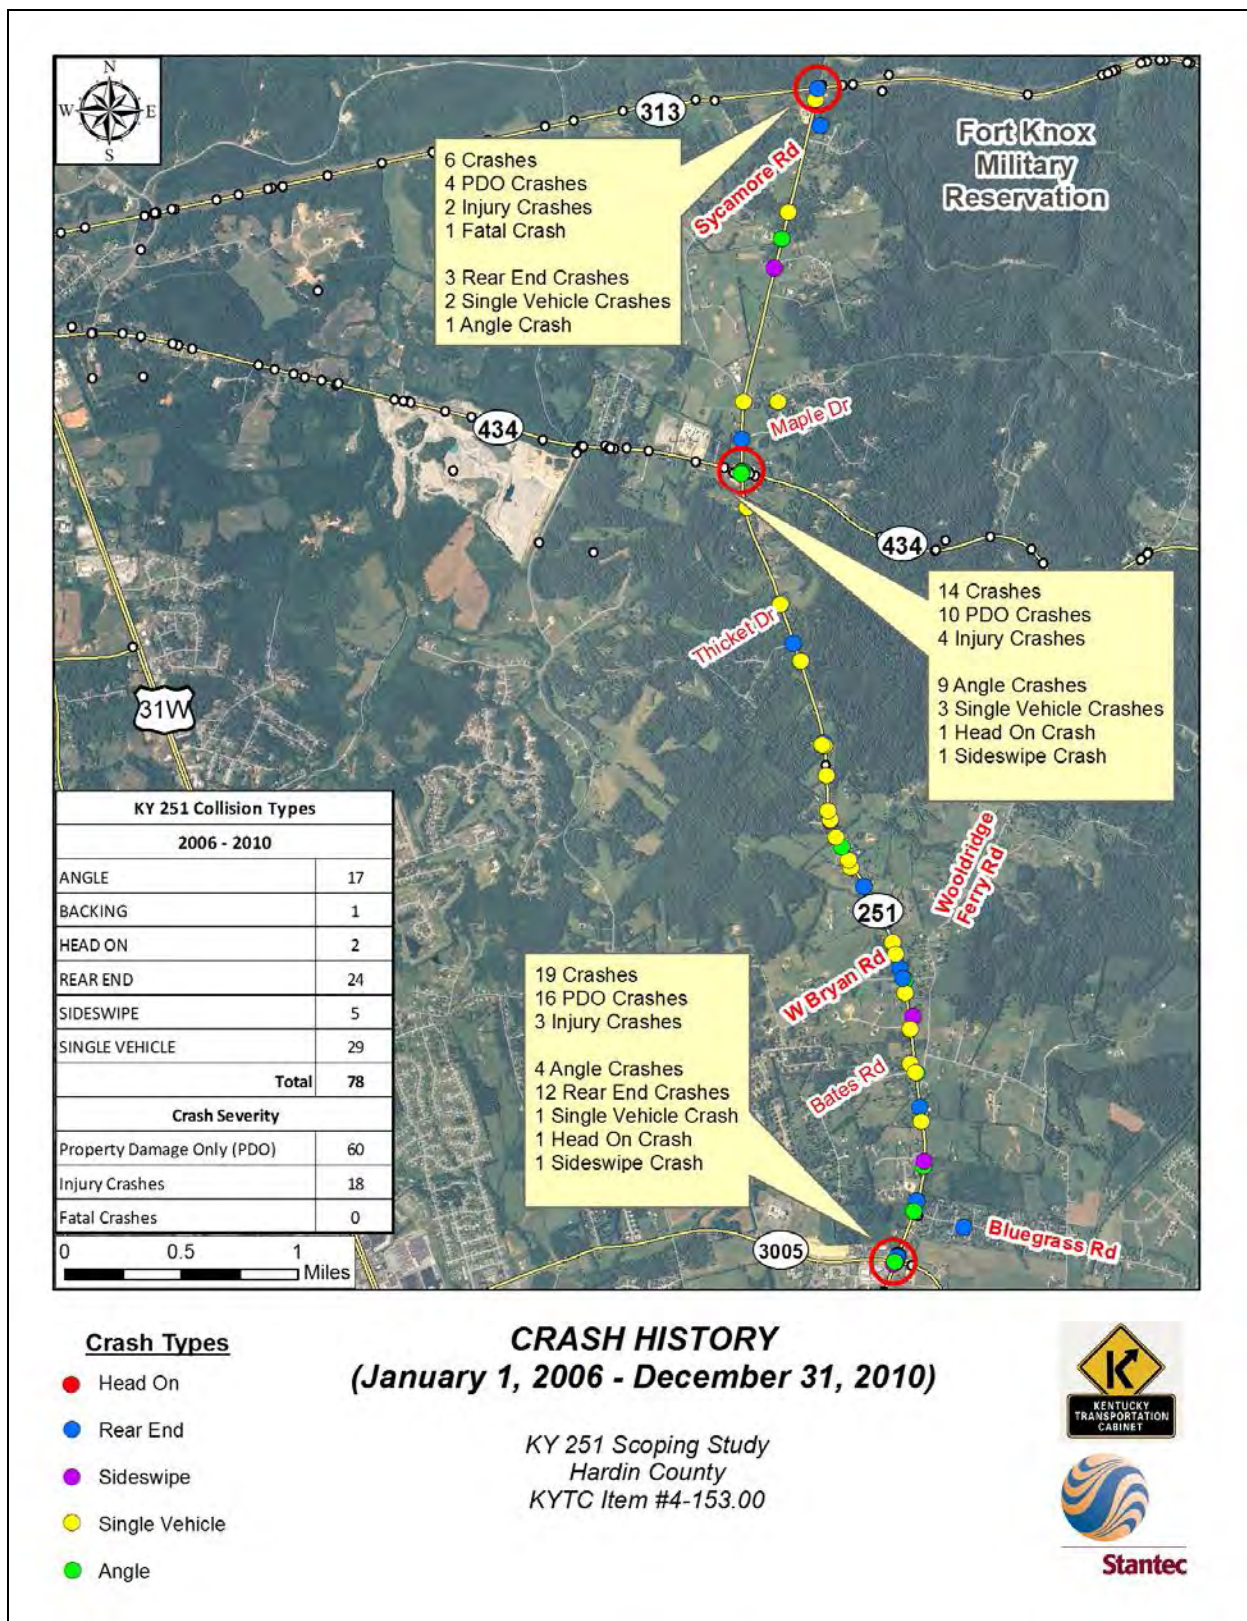 N
W
E
S
313
Fort Knox
Military
Reservation
Sycamore Rd
6 Crashes
4 PDO Crashes
2 Injury Crashes
1 Fatal Crash
3 Rear End Crashes
2 Single Vehicle Crashes
1 Angle Crash
434
Maple Dr
434
14 Crashes
10 PDO Crashes
4 Injury Crashes
9 Angle Crashes
3 Single Vehicle Crashes
1 Head On Crash
1 Sideswipe Crash
Thicket Dr
31W
KY 251 Collision Types
2006 - 2010
ANGLE 17
BACKING 1
HEAD ON 2
REAR END 24
SIDESWIPE 5
SINGLE VEHICLE 29
Total 78
Crash Severity
Property Damage Only (PDO) 60
Injury Crashes 18
Fatal Crashes 0
Wooldridge
Ferry Rd
251
W Bryan Rd
19 Crashes
16 PDO Crashes
3 Injury Crashes
4 Angle Crashes
12 Rear End Crashes
1 Single Vehicle Crash
1 Head On Crash
1 Sideswipe Crash
Bates Rd
Bluegrass Rd
3005
0 0.5 1
Miles
Crash Types
Head On
Rear End
Sideswipe
Single Vehicle
Angle
CRASH HISTORY
(January 1, 2006 - December 31, 2010)
KY 251 Scoping Study
Hardin County
KYTC Item #4-153.00
KENTUCKY
TRANSPORTATION
CABINET
Stantec